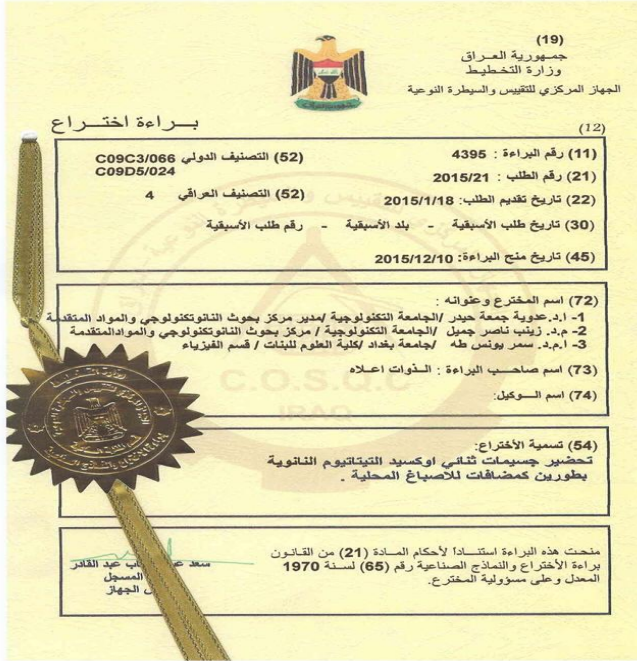 (19)
جمهورية العراق
وزارة التخطيط
الجهاز المركزي للتقييس والسيطرة النوعية
براءة اختراع
(12)
(11) رقم البراءة : 4395
(52) التصنيف الدولي C09C3/066
C09D5/024
(21) رقم الطلب : 2015/21
(22) تاريخ تقديم الطلب: 2015/1/18
(52) التصنيف العراقي 4
(30) تاريخ طلب الأسبقية - بلد الأسبقية - رقم طلب الأسبقية
(45) تاريخ منح البراءة: 2015/12/10
(72) اسم المخترع وعنوانه :
1- ا.د.عدوية جمعة حيدر /الجامعة التكنولوجية /مدير مركز بحوث النانوتكنولوجي والمواد المتقدمة
2- م.د. زينب ناصر جميل /الجامعة التكنولوجية / مركز بحوث النانوتكنولوجي والموادالمتقدمة
3- ا.م.د. سمر يونس طه /جامعة بغداد /كلية العلوم للبنات / قسم الفيزياء
(73) اسم صاحب البراءة : الذوات اعلاه
(74) اسم الوكيل:
C.O.S.Q.C
IRAQ
(54) تسمية الأختراع:
تحضير جسيمات ثنائي اوكسيد التيتانيوم النانوية
بطورين كمضافات للاصباغ المحلية .
منحت هذه البراءة استناداً لأحكام المادة (21) من القانون
براءة الأختراع والنماذج الصناعية رقم (65) لسنة 1970
المعدل وعلى مسؤولية المخترع.
سعد عبد القادر
المسجل
الجهاز